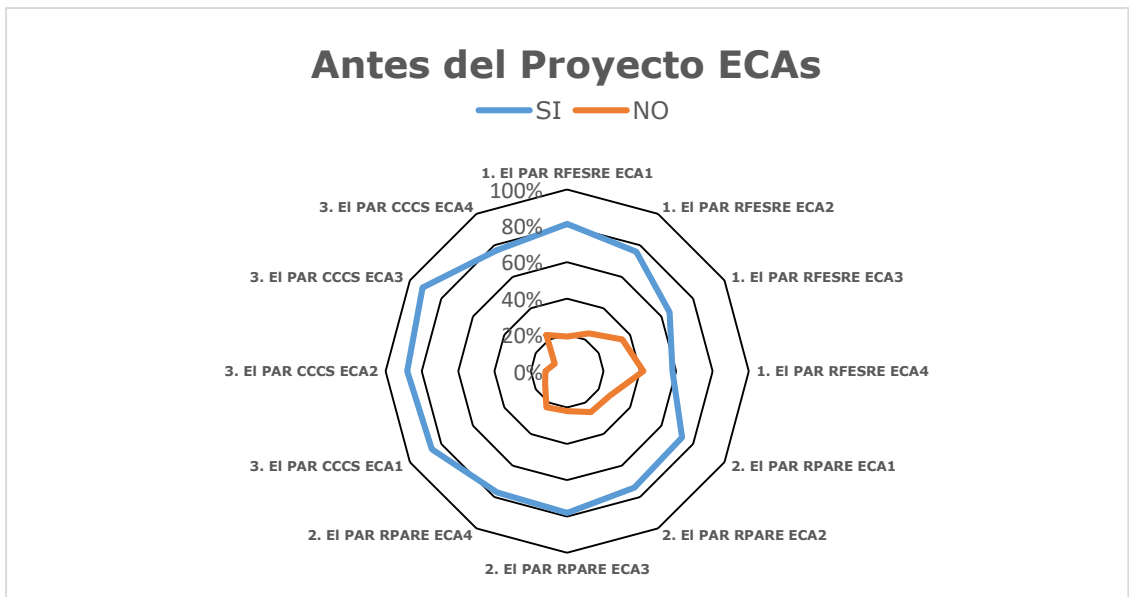 Antes del Proyecto ECAs
SI NO
1. El PAR RFESRE ECA1
100%
3. El PAR CCCS ECA4
1. El PAR RFESRE ECA2
80%
3. El PAR CCCS ECA3
60%
1. El PAR RFESRE ECA3
40%
20%
3. El PAR CCCS ECA2
0%
1. El PAR RFESRE ECA4
3. El PAR CCCS ECA1
2. El PAR RPARE ECA1
2. El PAR RPARE ECA4
2. El PAR RPARE ECA2
2. El PAR RPARE ECA3